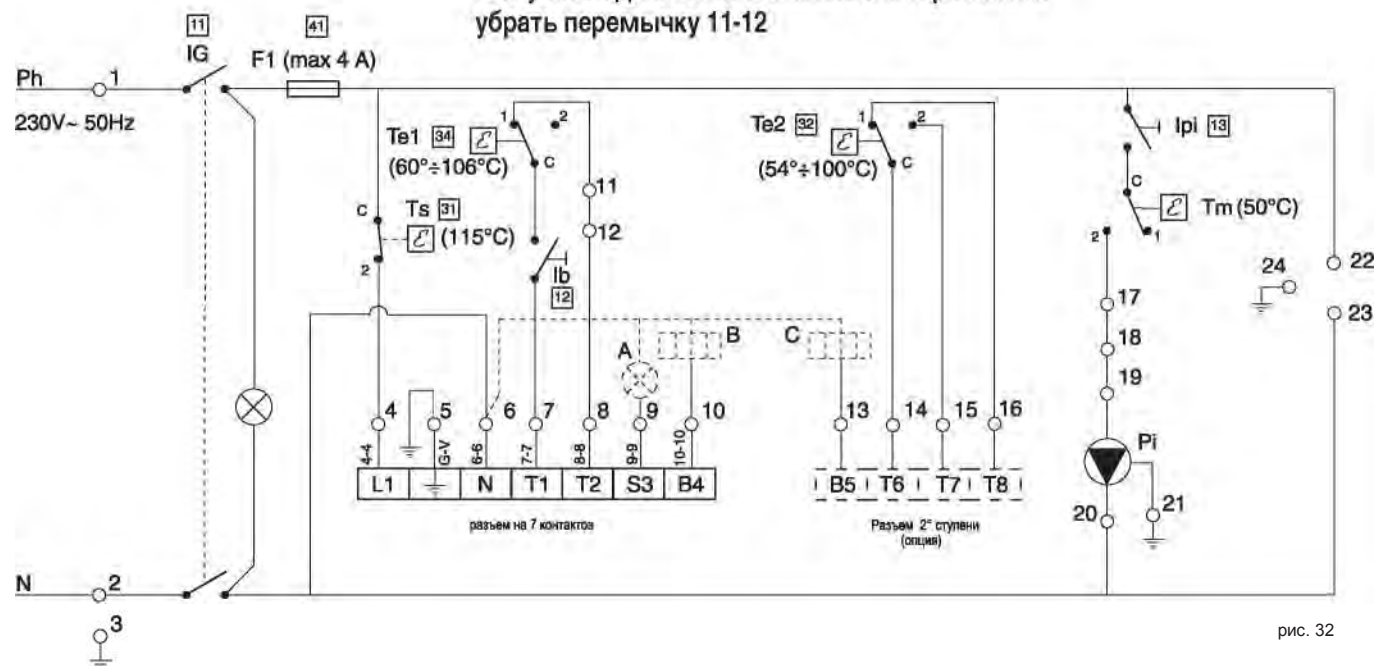 убрать перемычку 11-12
11
41
IG
F1 (max 4 A)
Ph
1
230V~ 50Hz
Te1 34
(60°÷106°C)
1
2
C
11
12
Te2 32
(54°÷100°C)
1
2
C
Ipi 13
C
Tm (50°C)
2
1
C
Ts 31
(115°C)
2
Ib
12
24
22
23
17
18
19
A
B
C
4
5
6
7
8
9
10
13
14
15
16
4-4
G-V
6-6
7-7
8-8
9-9
10-10
L1
N
T1
T2
S3
B4
B5
T6
T7
T8
Pi
20
21
разъем на 7 контактов
Разъем 2° ступени
(опция)
N
2
3
рис. 32